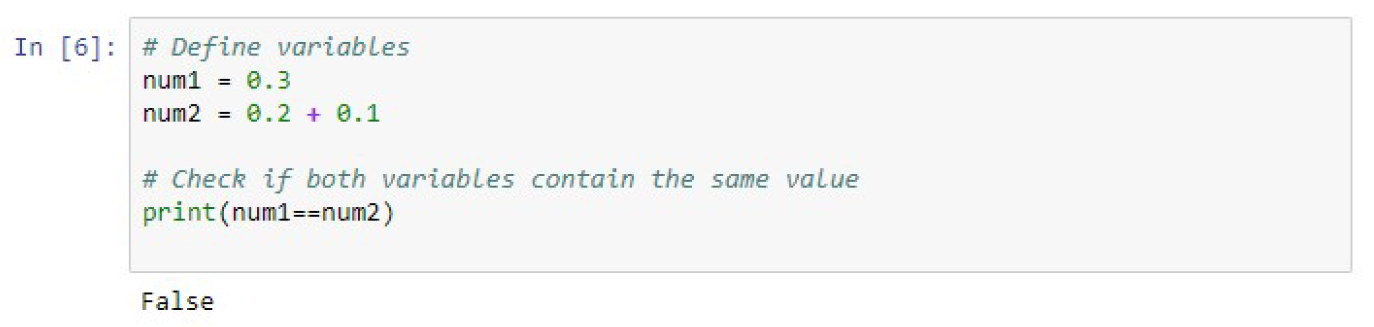 In [6]: # Define variables
num1 = 0.3
num2 = 0.2 + 0.1
# Check if both variables contain the same value
print(num1==num2)
False